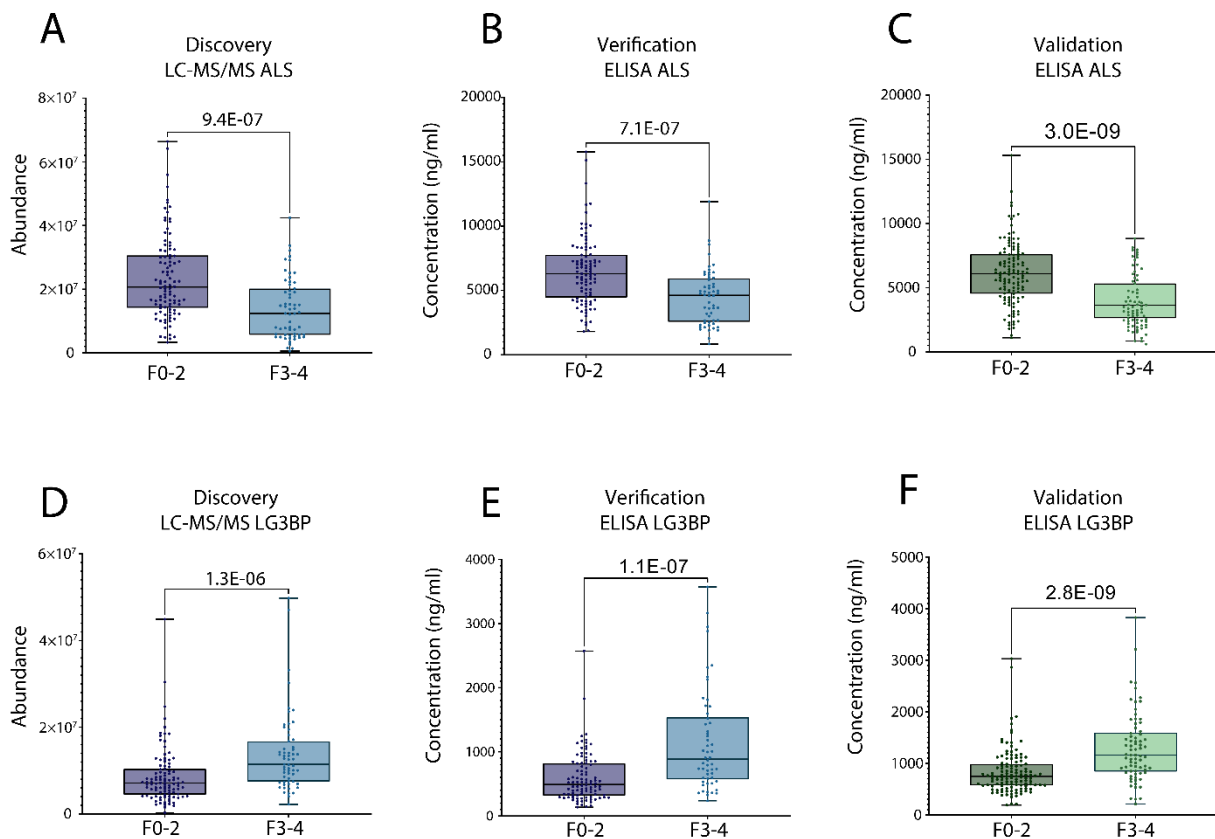 A
Discovery
LC-MS/MS ALS
8×10⁷
6×10⁷
4×10⁷
2×10⁷
0
Abundance
9.4E-07
F0-2
F3-4
B
Verification
ELISA ALS
20000
15000
10000
5000
0
Concentration (ng/ml)
7.1E-07
F0-2
F3-4
C
Validation
ELISA ALS
20000
15000
10000
5000
0
Concentration (ng/ml)
3.0E-09
F0-2
F3-4
D
Discovery
LC-MS/MS LG3BP
6×10⁷
4×10⁷
2×10⁷
0
Abundance
1.3E-06
F0-2
F3-4
E
Verification
ELISA LG3BP
4000
3000
2000
1000
0
Concentration (ng/ml)
1.1E-07
F0-2
F3-4
F
Validation
ELISA LG3BP
5000
4000
3000
2000
1000
0
Concentration (ng/ml)
2.8E-09
F0-2
F3-4